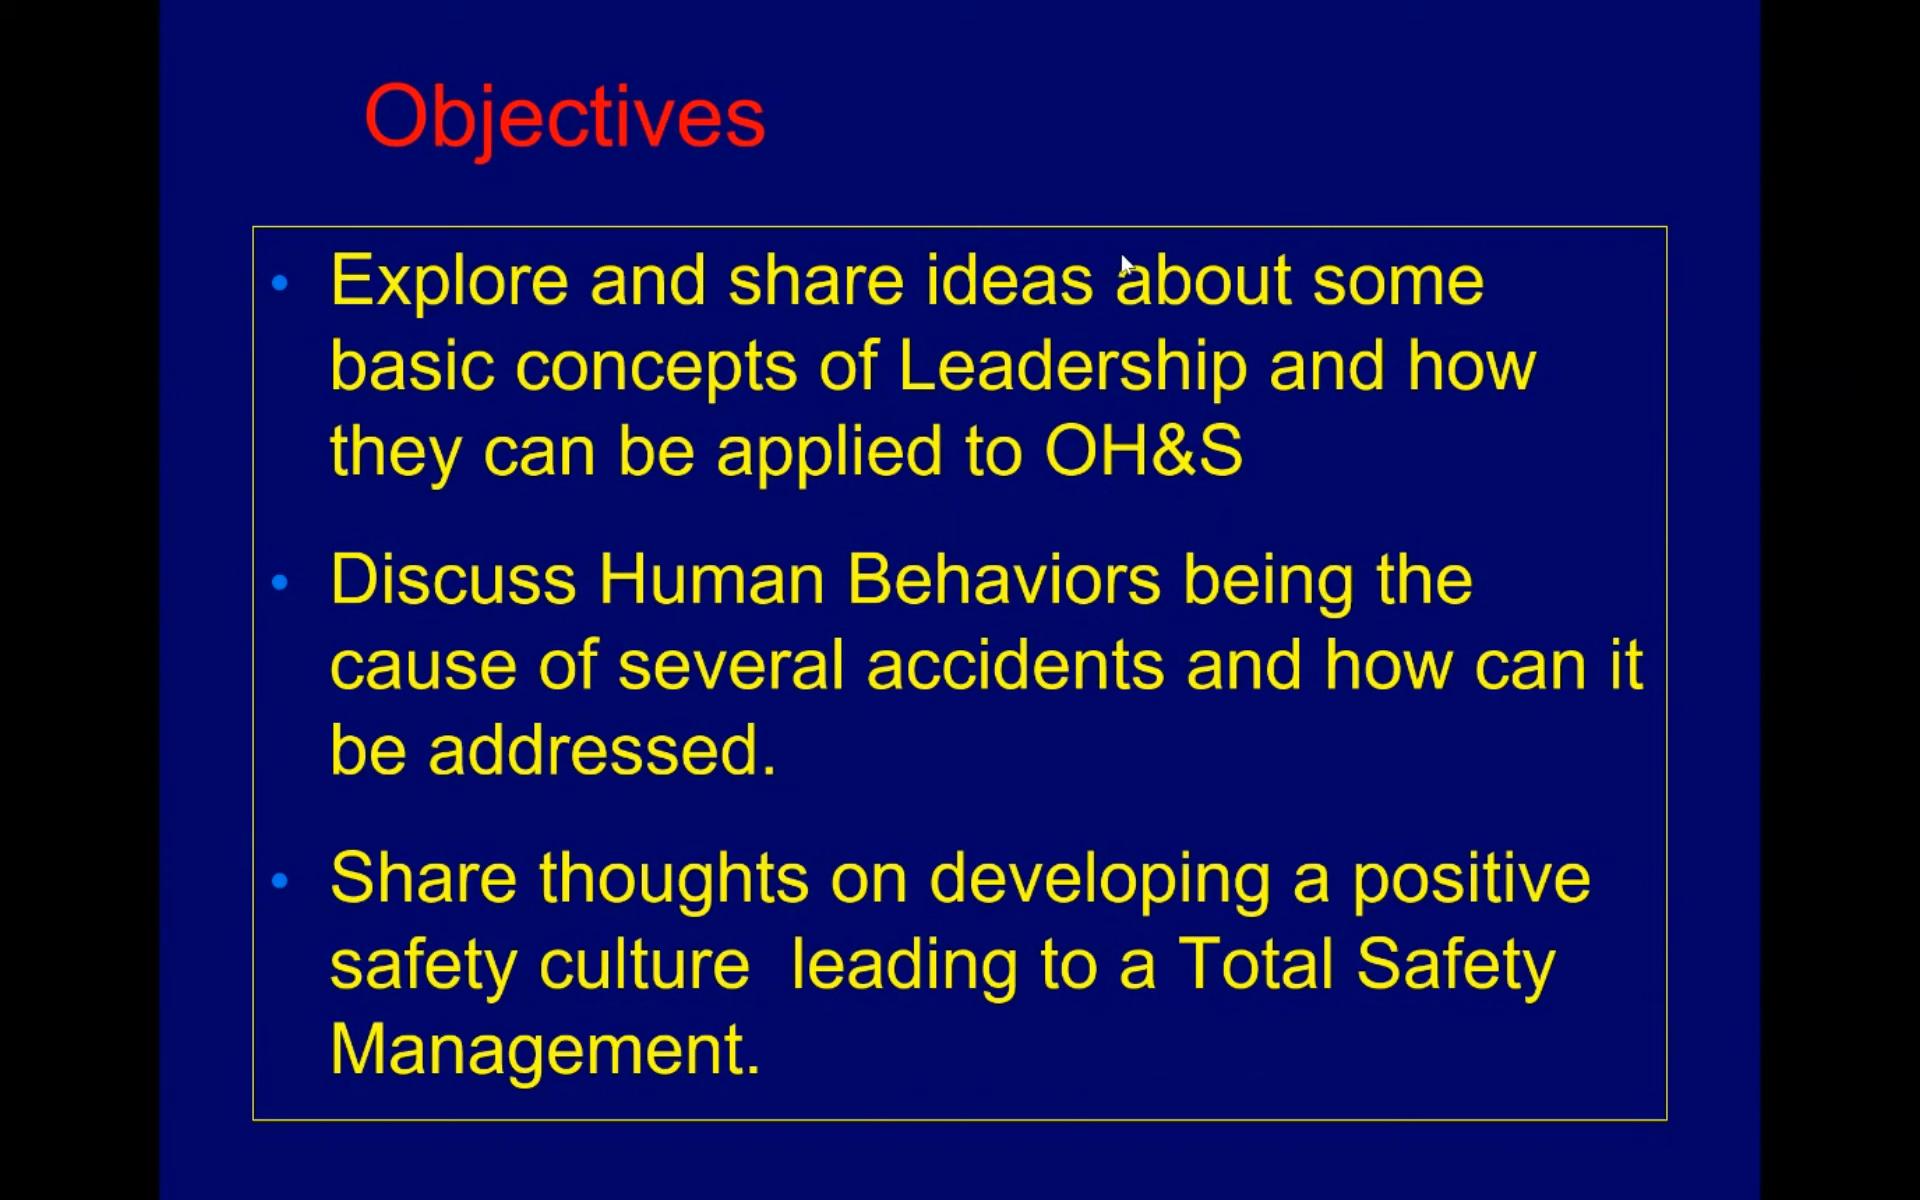 Objectives
• Explore and share ideas about some
basic concepts of Leadership and how
they can be applied to OH&S
• Discuss Human Behaviors being the
cause of several accidents and how can it
be addressed.
• Share thoughts on developing a positive
safety culture  leading to a Total Safety
Management.